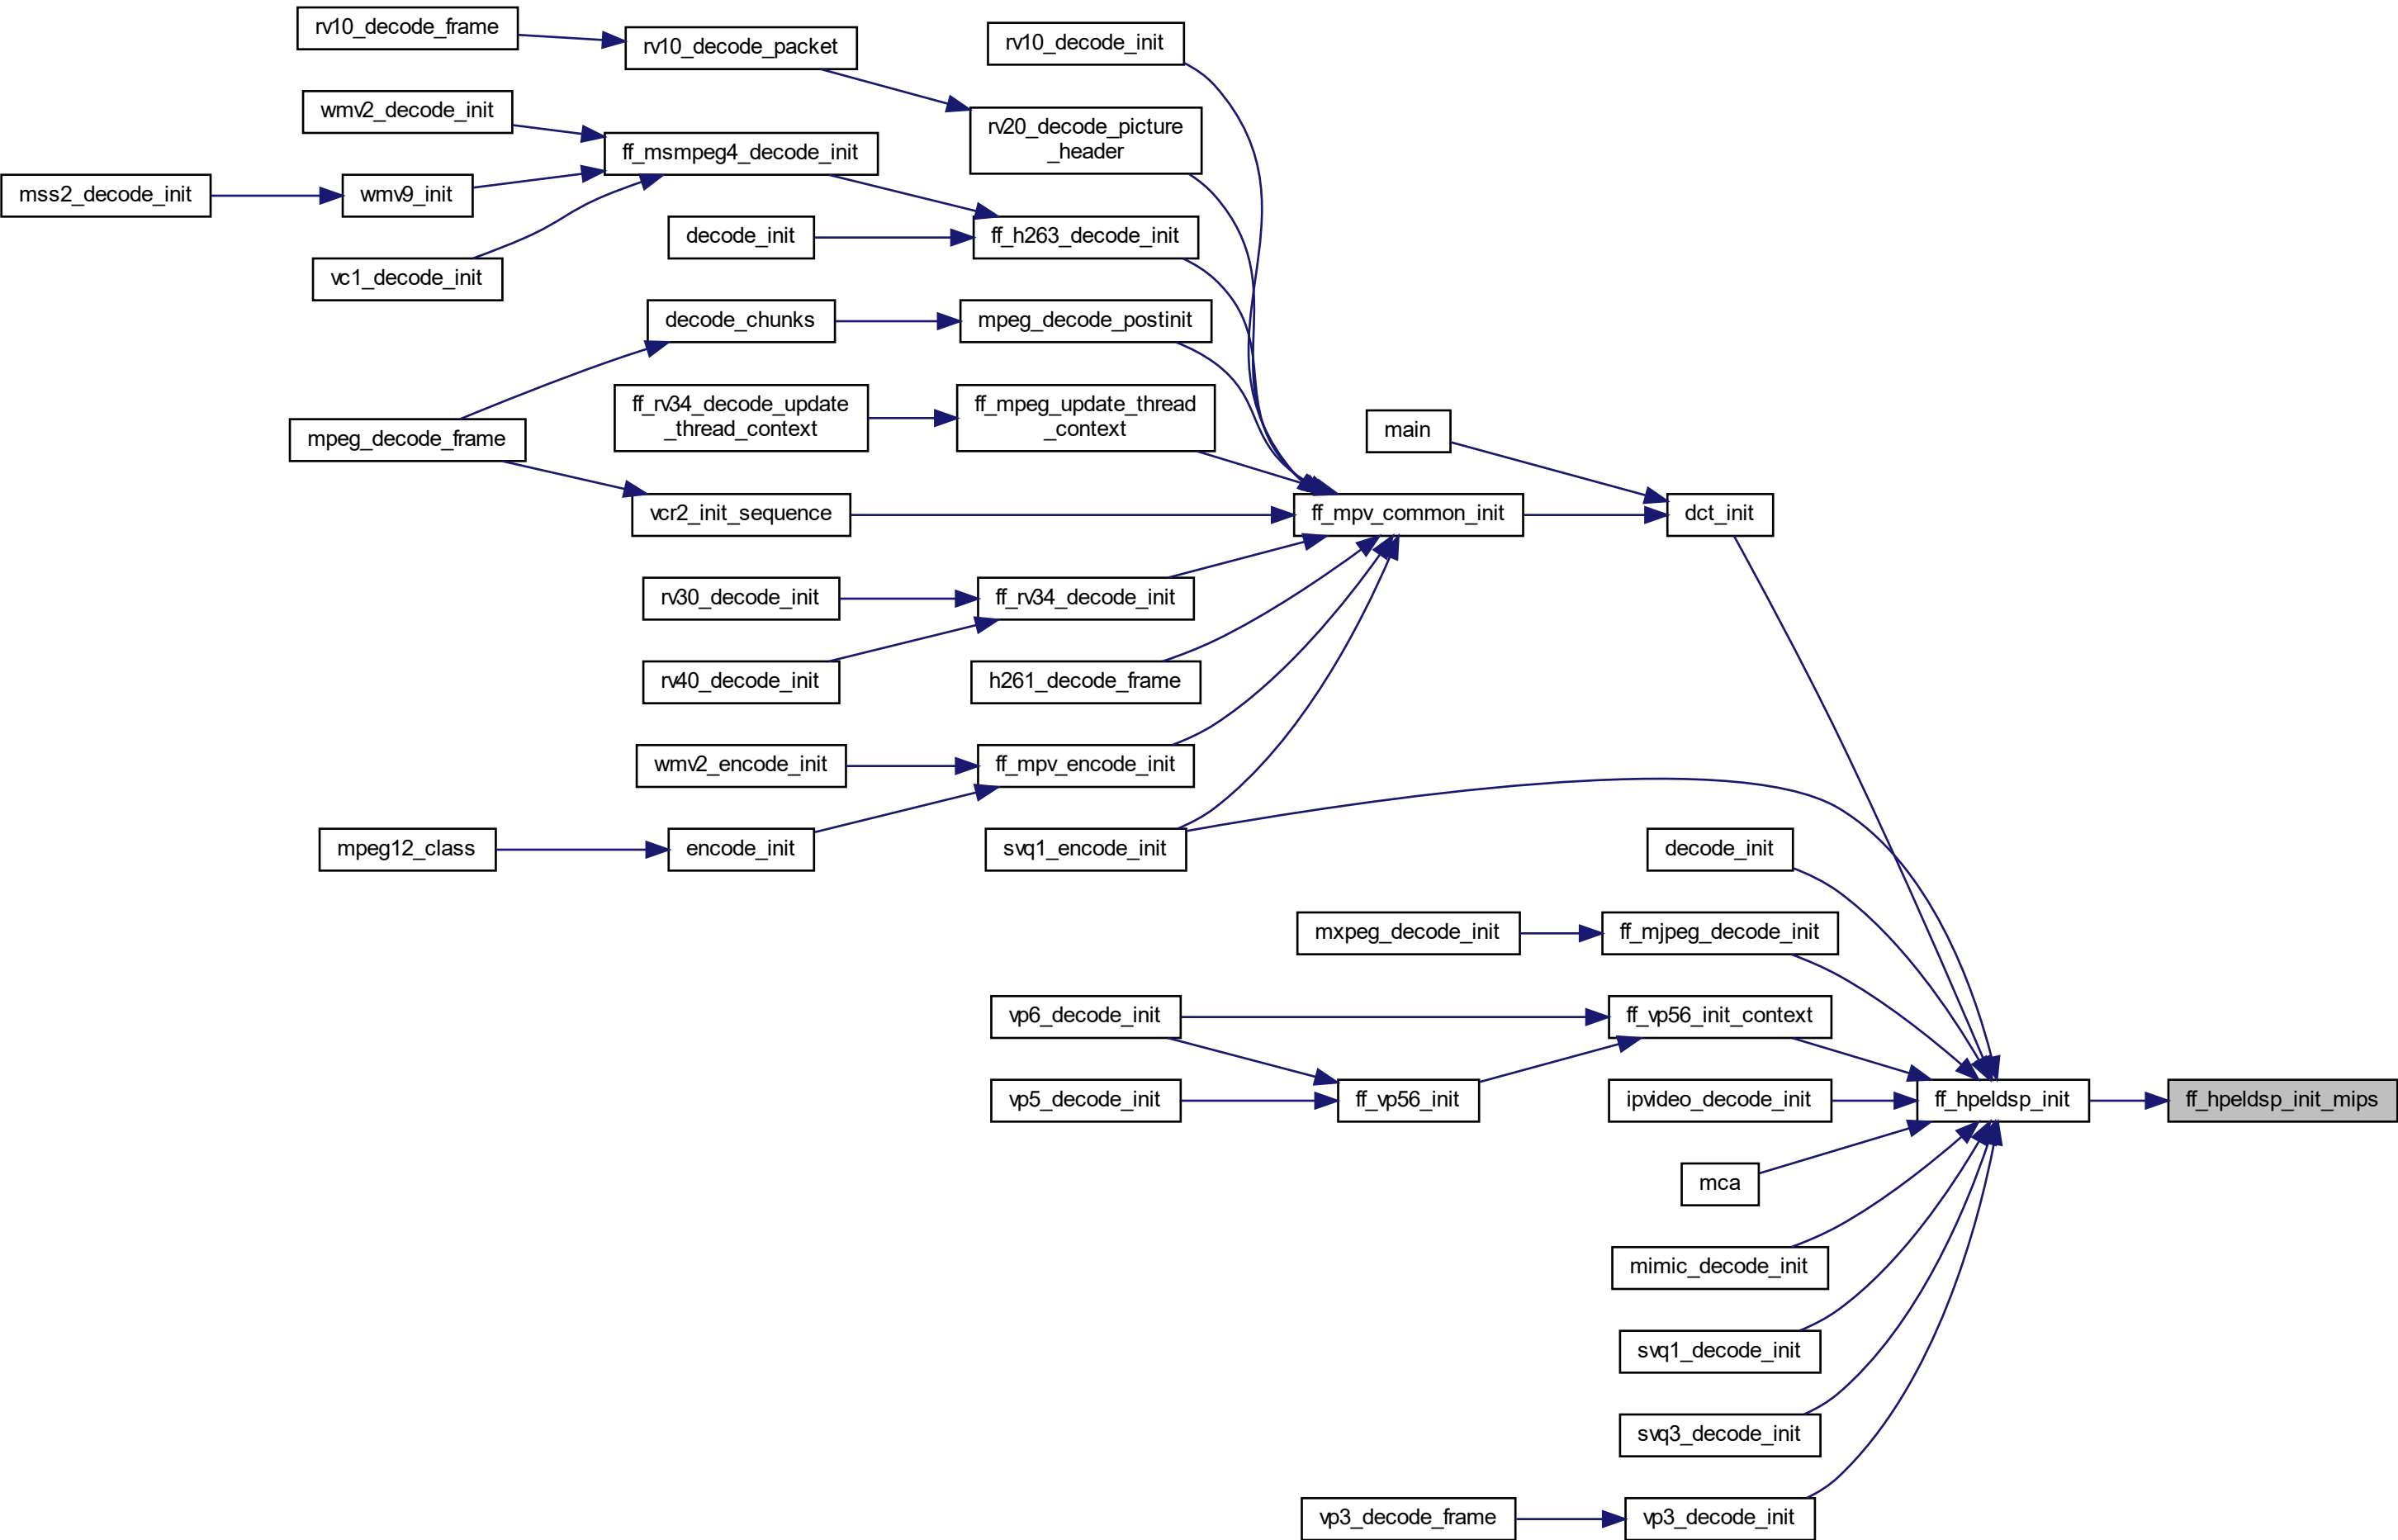 rv10_decode_frame
rv10_decode_packet
rv10_decode_init
wmv2_decode_init
rv20_decode_picture
_header
ff_msmpeg4_decode_init
mss2_decode_init
wmv9_init
decode_init
ff_h263_decode_init
vc1_decode_init
decode_chunks
mpeg_decode_postinit
ff_rv34_decode_update
_thread_context
ff_mpeg_update_thread
_context
main
mpeg_decode_frame
vcr2_init_sequence
ff_mpv_common_init
dct_init
rv30_decode_init
ff_rv34_decode_init
rv40_decode_init
h261_decode_frame
wmv2_encode_init
ff_mpv_encode_init
mpeg12_class
encode_init
svq1_encode_init
decode_init
mxpeg_decode_init
ff_mjpeg_decode_init
vp6_decode_init
ff_vp56_init_context
vp5_decode_init
ff_vp56_init
ipvideo_decode_init
ff_hpeldsp_init
ff_hpeldsp_init_mips
mca
mimic_decode_init
svq1_decode_init
svq3_decode_init
vp3_decode_frame
vp3_decode_init